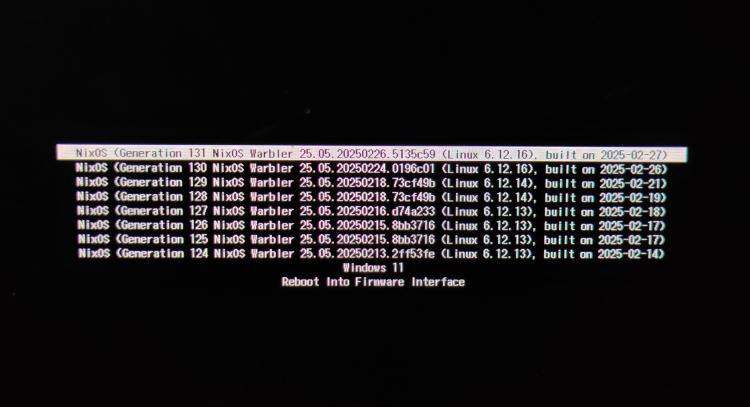 NixOS (Generation 131 NixOS Warbler 25.05.20250226.5135c59 (Linux 6.12.16), built on 2025-02-27)
NixOS (Generation 130 NixOS Warbler 25.05.20250224.0196c01 (Linux 6.12.16), built on 2025-02-26)
NixOS (Generation 129 NixOS Warbler 25.05.20250218.73cf49b (Linux 6.12.14), built on 2025-02-21)
NixOS (Generation 128 NixOS Warbler 25.05.20250218.73cf49b (Linux 6.12.14), built on 2025-02-19)
NixOS (Generation 127 NixOS Warbler 25.05.20250216.d74a233 (Linux 6.12.13), built on 2025-02-18)
NixOS (Generation 126 NixOS Warbler 25.05.20250215.8bb3716 (Linux 6.12.13), built on 2025-02-17)
NixOS (Generation 125 NixOS Warbler 25.05.20250215.8bb3716 (Linux 6.12.13), built on 2025-02-17)
NixOS (Generation 124 NixOS Warbler 25.05.20250213.2ff53fe (Linux 6.12.13), built on 2025-02-14)
Windows 11
Reboot Into Firmware Interface